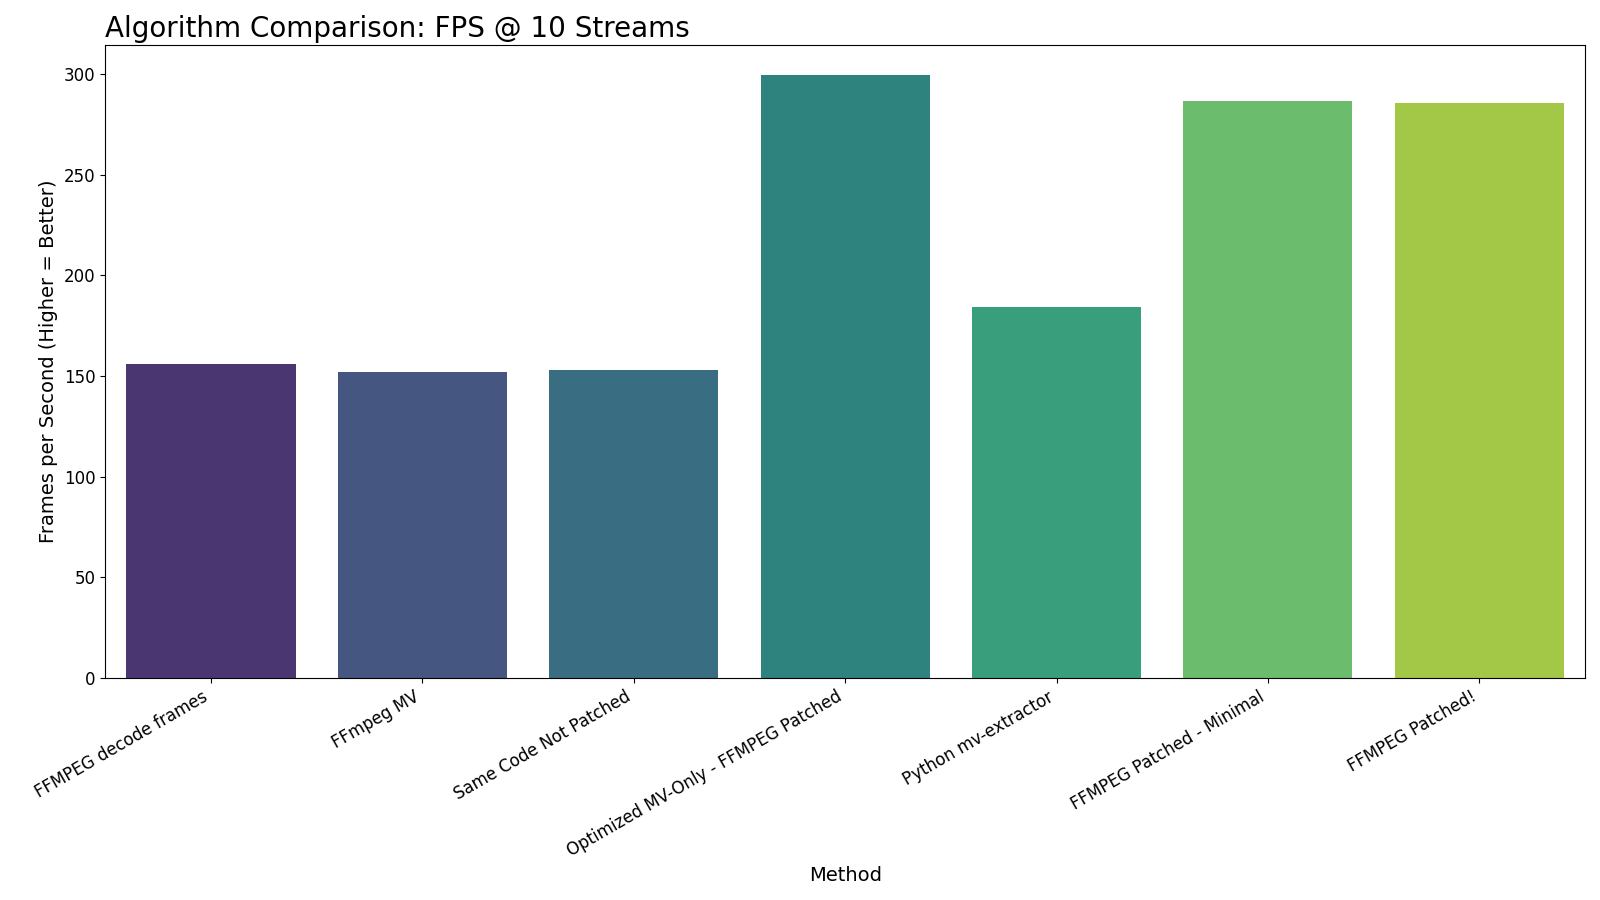 Algorithm Comparison: FPS @ 10 Streams
Frames per Second (Higher = Better)
300
250
200
150
100
50
0
FFMPEG decode frames
FFmpeg MV
Same Code Not Patched
Optimized MV-Only - FFMPEG Patched
Python mv-extractor
FFMPEG Patched - Minimal
FFMPEG Patched!
Method